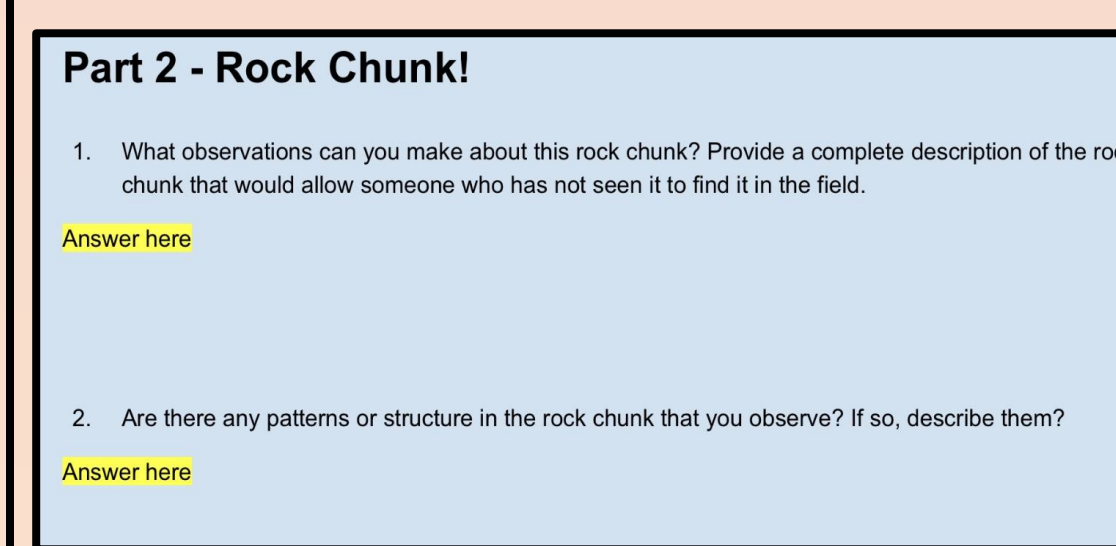 Part 2 - Rock Chunk!
1. What observations can you make about this rock chunk? Provide a complete description of the
chunk that would allow someone who has not seen it to find it in the field.
Answer here
2. Are there any patterns or structure in the rock chunk that you observe? If so, describe them?
Answer here